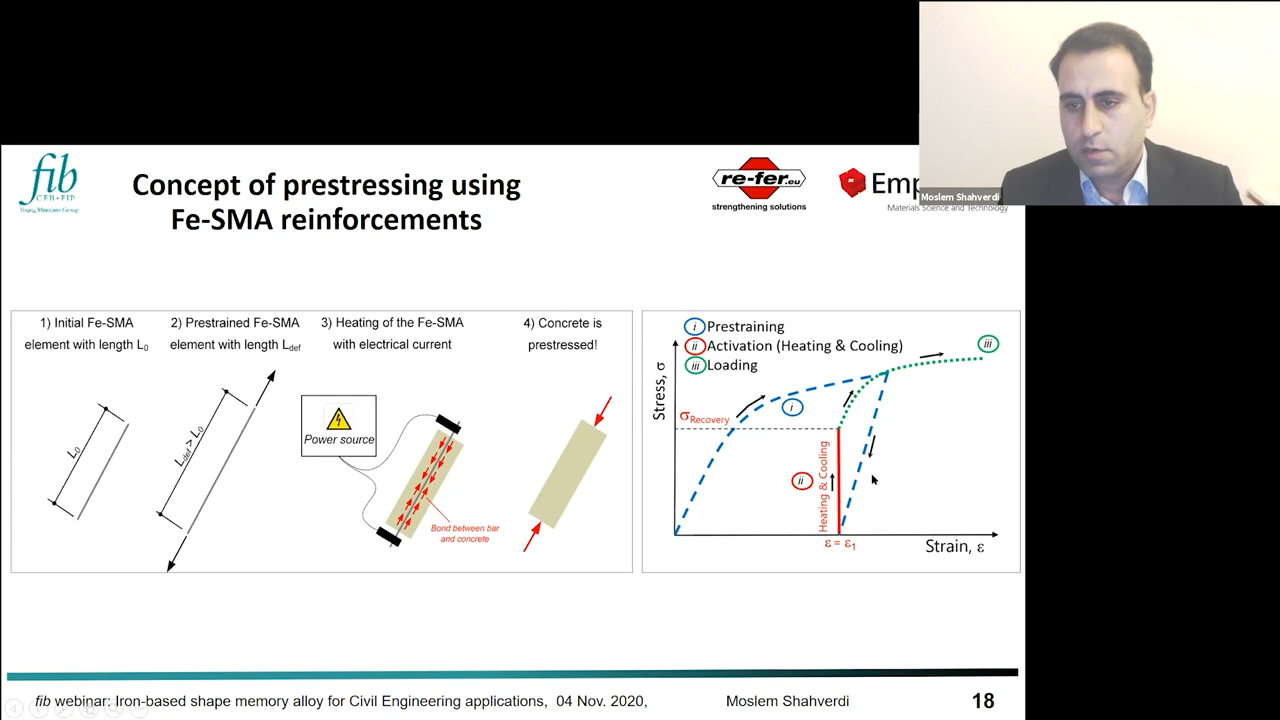 fib
CEB-FIP
Young Members Group
Concept of prestressing using
Fe-SMA reinforcements
re-fer.eu
strengthening solutions
Emp
Materials Science and Technology
Moslem Shahverdi
1) Initial Fe-SMA
element with length L₀
2) Prestrained Fe-SMA
element with length Ldef
3) Heating of the Fe-SMA
with electrical current
4) Concrete is
prestressed!
L₀
Ldef > L₀
Power source
Bond between bar
and concrete
i Prestraining
ii Activation (Heating & Cooling)
iii Loading
Stress, σ
σRecovery
i
ii
iii
Heating & Cooling
ε = ε₁
Strain, ε
fib webinar: Iron-based shape memory alloy for Civil Engineering applications, 04 Nov. 2020,
Moslem Shahverdi
18